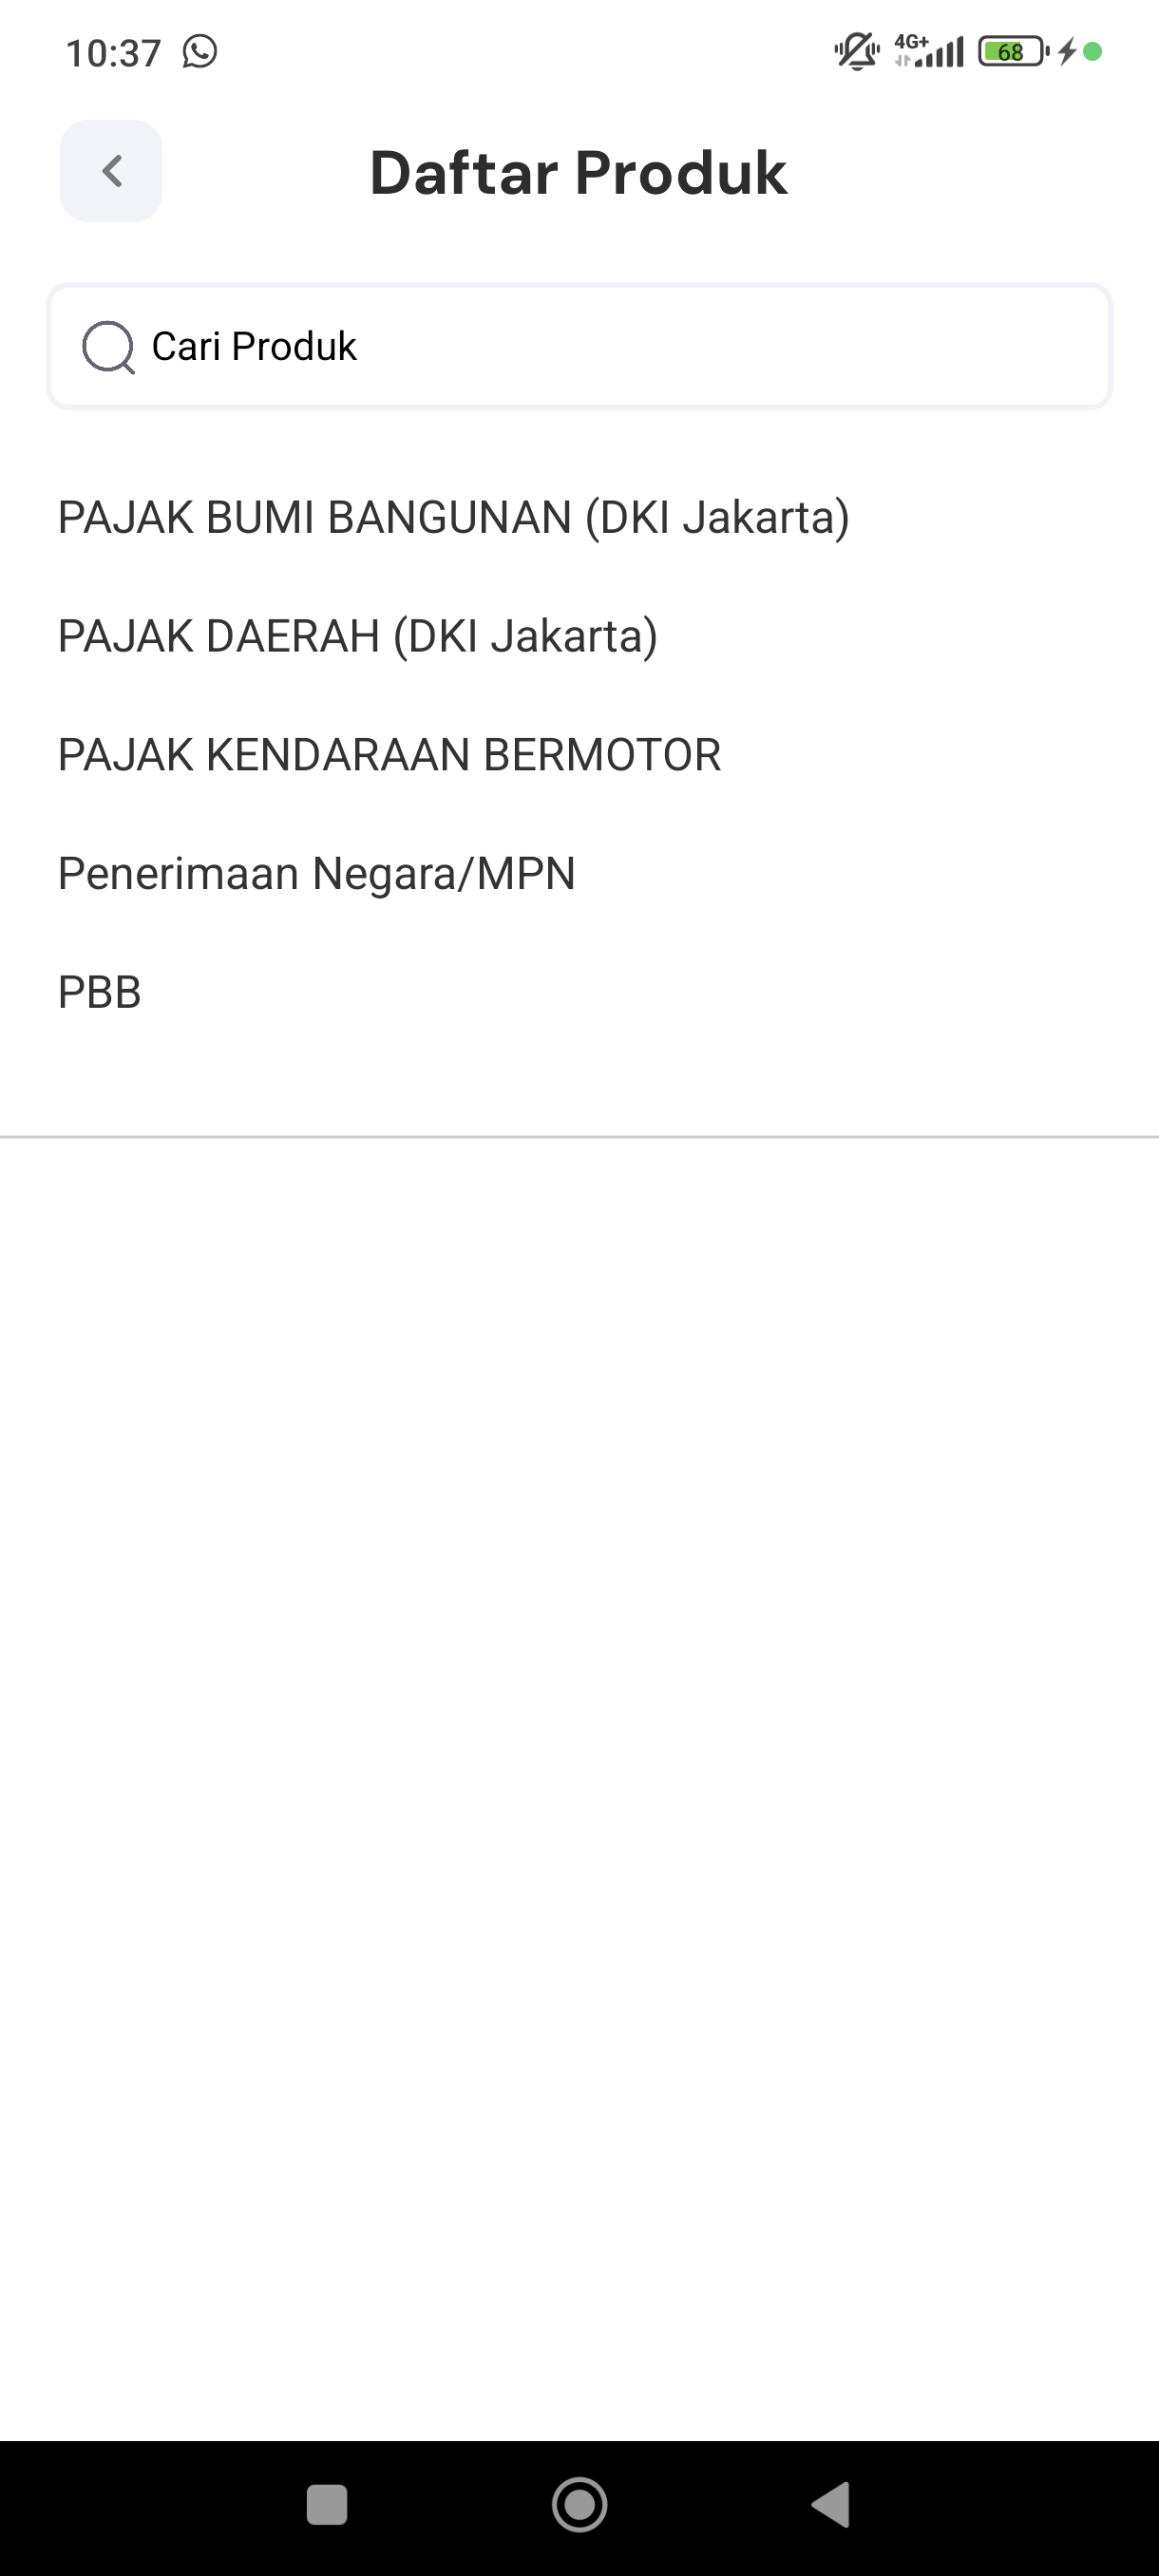 10:37
4G+
68
Daftar Produk
Cari Produk
PAJAK BUMI BANGUNAN (DKI Jakarta)
PAJAK DAERAH (DKI Jakarta)
PAJAK KENDARAAN BERMOTOR
Penerimaan Negara/MPN
PBB